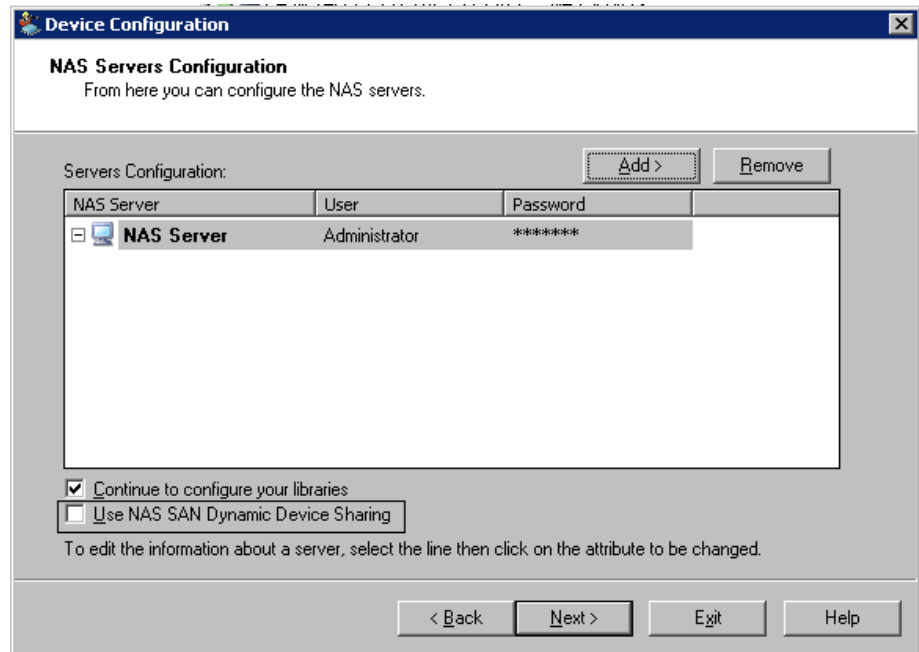 Device Configuration
NAS Servers Configuration
From here you can configure the NAS servers.
Servers Configuration:
Add >
Remove
NAS Server User Password
NAS Server Administrator *******
Continue to configure your libraries
Use NAS SAN Dynamic Device Sharing
To edit the information about a server, select the line then click on the attribute to be changed.
< Back Next > Exit Help